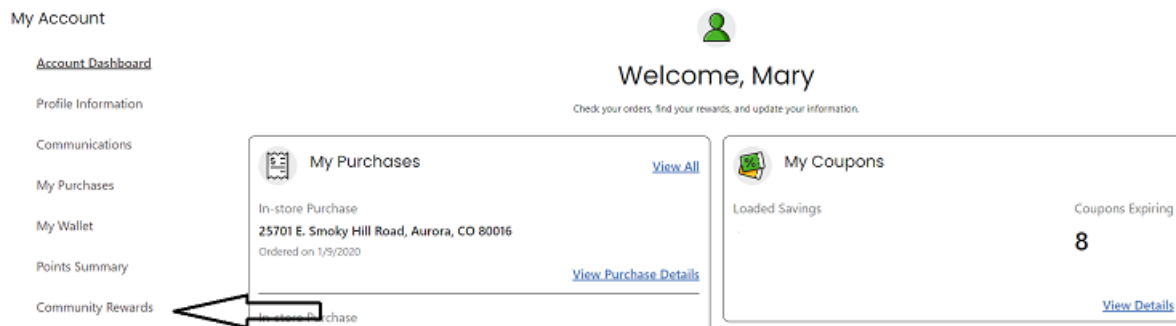 My Account
Account Dashboard
Profile Information
Communications
My Purchases
My Wallet
Points Summary
Community Rewards
Welcome, Mary
Check your orders, find your rewards, and update your information.
My Purchases
View All
In-store Purchase
25701 E. Smoky Hill Road, Aurora, CO 80016
Ordered on 1/9/2020
View Purchase Details
In-store Purchase
My Coupons
Loaded Savings
Coupons Expiring
8
View Details